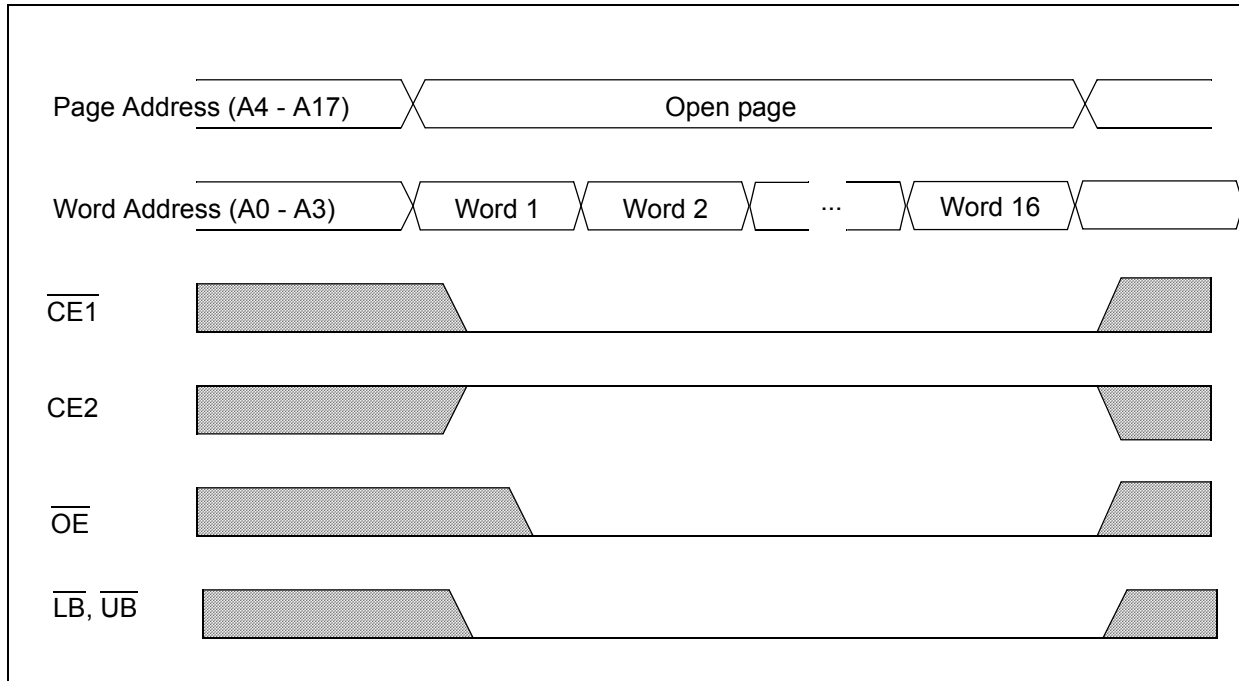 Page Address (A4 - A17) Open page
Word Address (A0 - A3) Word 1 Word 2 ... Word 16
CE1
CE2
OE
LB, UB